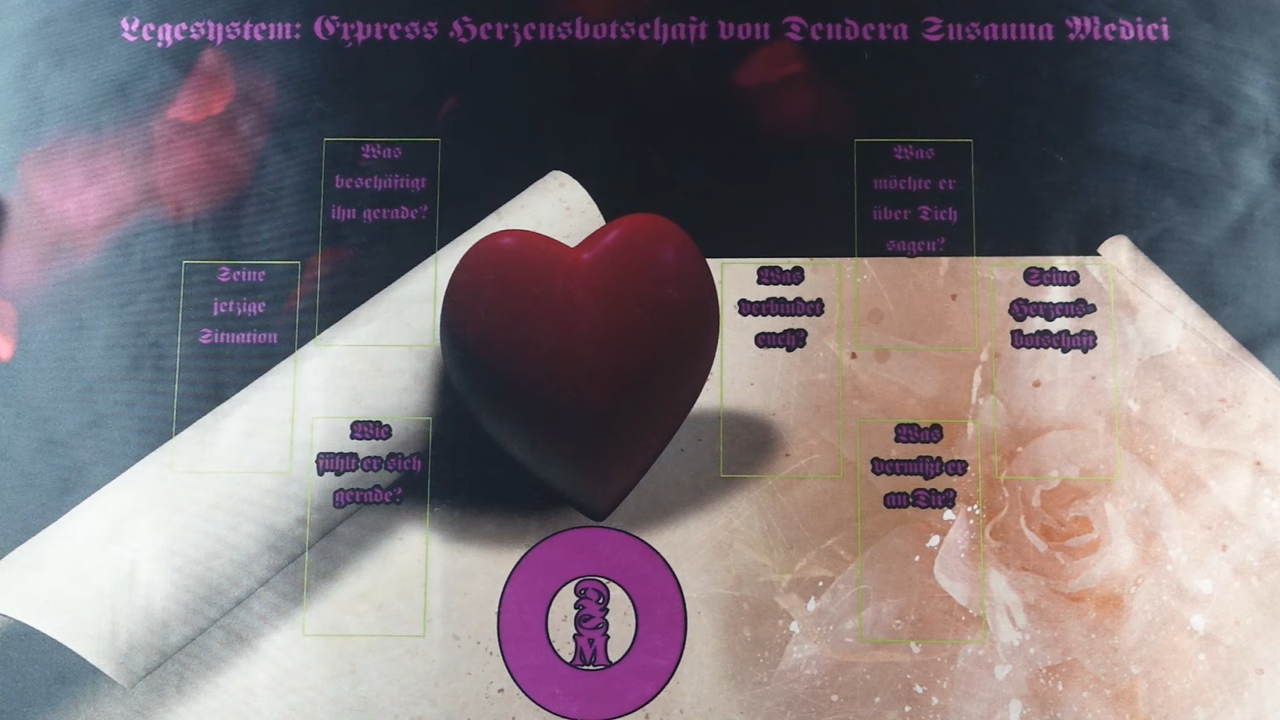 Legesystem: Express Herzensbotschaft von Dendera Susanna Medici
Seine
jetzige
Situation
Was
beschäftigt
ihn gerade?
Wie
fühlt er sich
gerade?
Was
verbindet
euch?
Was
möchte er
über Dich
sagen?
Was
vermißt er
an Dir?
Seine
Herzens-
botschaft
DSM